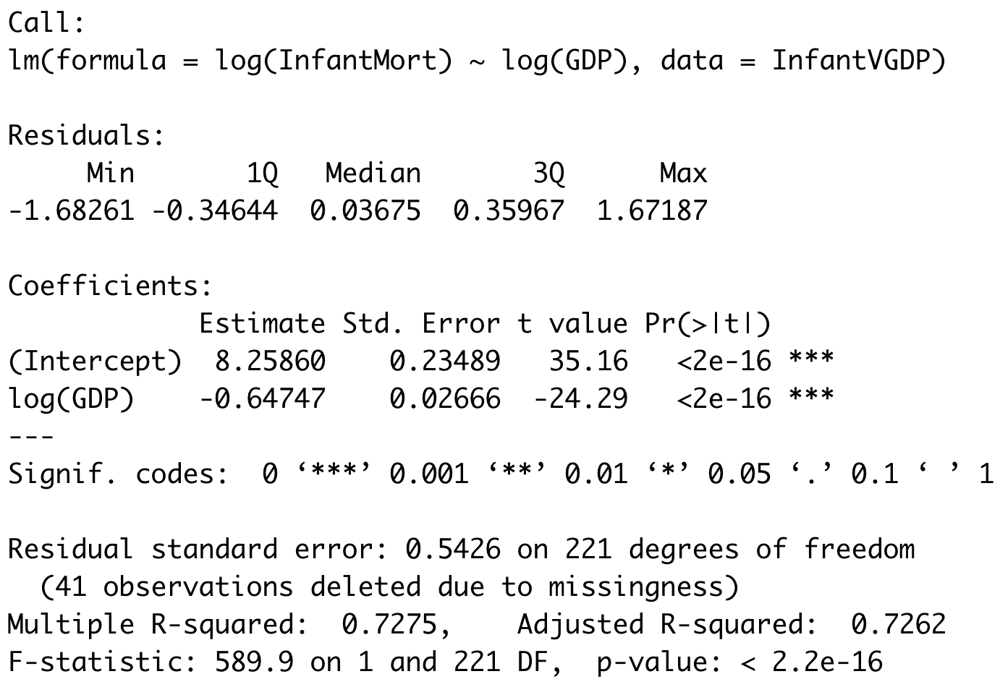 Call:
lm(formula = log(InfantMort) ~ log(GDP), data = InfantVGDP)

Residuals:
     Min       1Q   Median       3Q      Max
-1.68261 -0.34644  0.03675  0.35967  1.67187

Coefficients:
            Estimate Std. Error t value Pr(>|t|)
(Intercept)  8.25860    0.23489   35.16   <2e-16 ***
log(GDP)    -0.64747    0.02666  -24.29   <2e-16 ***
---
Signif. codes:  0 ‘***’ 0.001 ‘**’ 0.01 ‘*’ 0.05 ‘.’ 0.1 ‘ ’ 1

Residual standard error: 0.5426 on 221 degrees of freedom
  (41 observations deleted due to missingness)
Multiple R-squared:  0.7275,    Adjusted R-squared:  0.7262
F-statistic: 589.9 on 1 and 221 DF,  p-value: < 2.2e-16